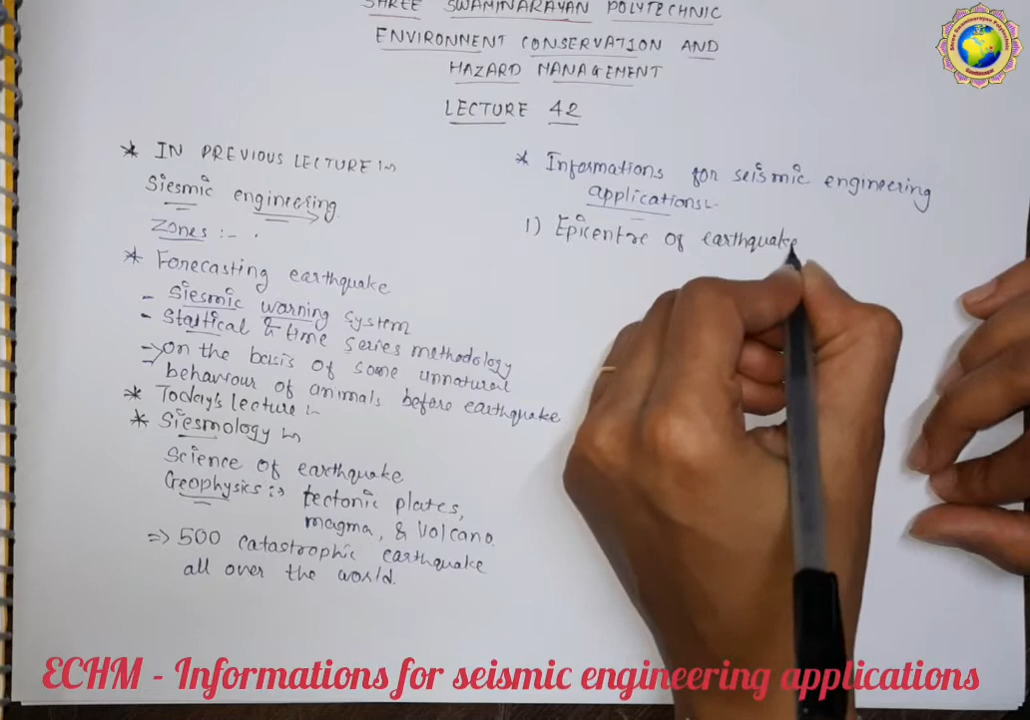 SHREE SWAMINARAYAN POLYTECHNIC
ENVIRONMENT CONSERVATION AND
HAZARD MANAGEMENT
LECTURE 42
* IN PREVIOUS LECTURE :-
Siesmic engineering
Zones :-
* Forecasting earthquake
- Siesmic warning system
- Stastical & time series methodology
=> on the basis of some unnatural
behaviour of animals before earthquake
* Today's lecture :-
* Siesmology :-
Science of earthquake
Geophysics :-> tectonic plates,
magma, & volcano.
=> 500 catastrophic earthquake
all over the world.
* Informations for seismic engineering
applications :-
1) Epicentre of earthquake
ECHM - Informations for seismic engineering applications